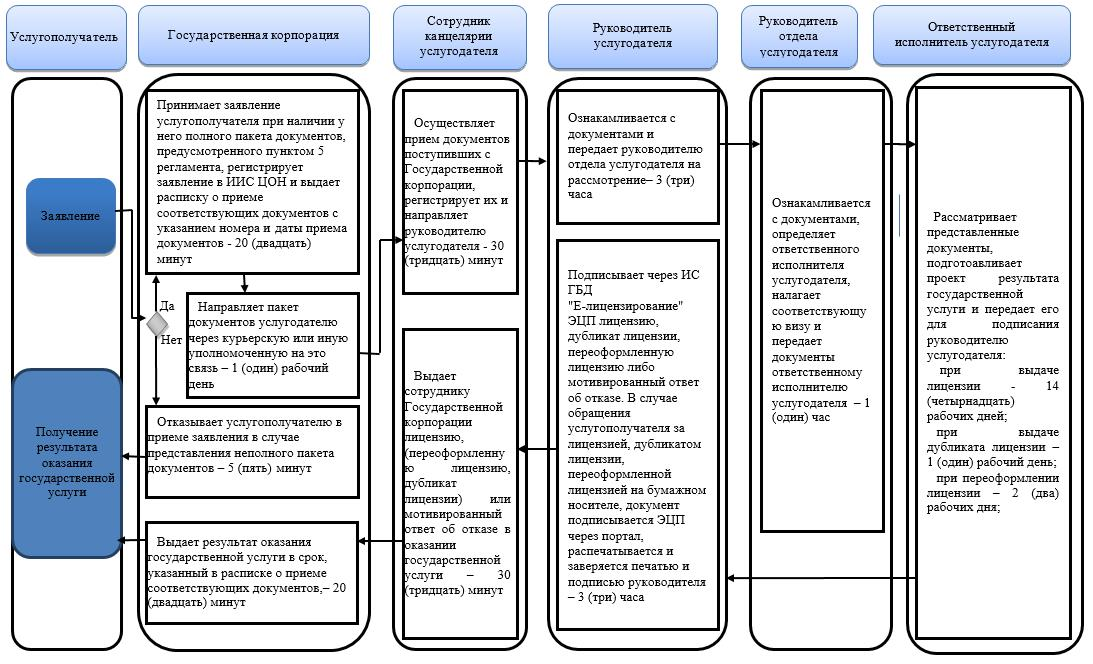 Услугополучатель
Государственная корпорация
Сотрудник
канцелярии
услугодателя
Руководитель
услугодателя
Руководитель
отдела
услугодателя
Ответственный
исполнитель услугодателя
Заявление
Получение
результата
оказания
государственной
услуги
Принимает заявление
услугополучателя при наличии у
него полного пакета документов,
предусмотренного пунктом 5
регламента, регистрирует
заявление в ИИС ЦОН и выдает
расписку о приеме
соответствующих документов с
указанием номера и даты приема
документов - 20 (двадцать)
минут
Да
Нет
Направляет пакет
документов услугодателю
через курьерскую или иную
уполномоченную на это
связь – 1 (один) рабочий
день
Отказывает услугополучателю в
приеме заявления в случае
представления неполного пакета
документов – 5 (пять) минут
Выдает результат оказания
государственной услуги в срок,
указанный в расписке о приеме
соответствующих документов,– 20
(двадцать) минут
Осуществляет
прием документов
поступивших с
Государственной
корпорации,
регистрирует их и
направляет
руководителю
услугодателя - 30
(тридцать) минут
Выдает
сотруднику
Государственной
корпорации
лицензию,
(переоформленну
ю лицензию,
дубликат
лицензии) или
мотивированный
ответ об отказе в
оказании
государственной
услуги – 30
(тридцать) минут
Ознакамливается с
документами и
передает руководителю
отдела услугодателя на
рассмотрение– 3 (три)
часа
Подписывает через ИС
ГБД
"Е-лицензирование"
ЭЦП лицензию,
дубликат лицензии,
переоформленную
лицензию либо
мотивированный ответ
об отказе. В случае
обращения
услугополучателя за
лицензией, дубликатом
лицензии,
переоформленной
лицензией на бумажном
носителе, документ
подписывается ЭЦП
через портал,
распечатывается и
заверяется печатью и
подписью руководителя
– 3 (три) часа
Ознакамливается
с документами,
определяет
ответственного
исполнителя
услугодателя,
налагает
соответствующу
ю визу и
передает
документы
ответственному
исполнителю
услугодателя – 1
(один) час
Рассматривает
представленные
документы,
подготоавливает
проект результата
государственной
услуги и передает его
для подписания
руководителю
услугодателя:
при выдаче
лицензии - 14
(четырнадцать)
рабочих дней;
при выдаче
дубликата лицензии –
1 (один) рабочий день;
при переоформлении
лицензии – 2 (два)
рабочих дня;